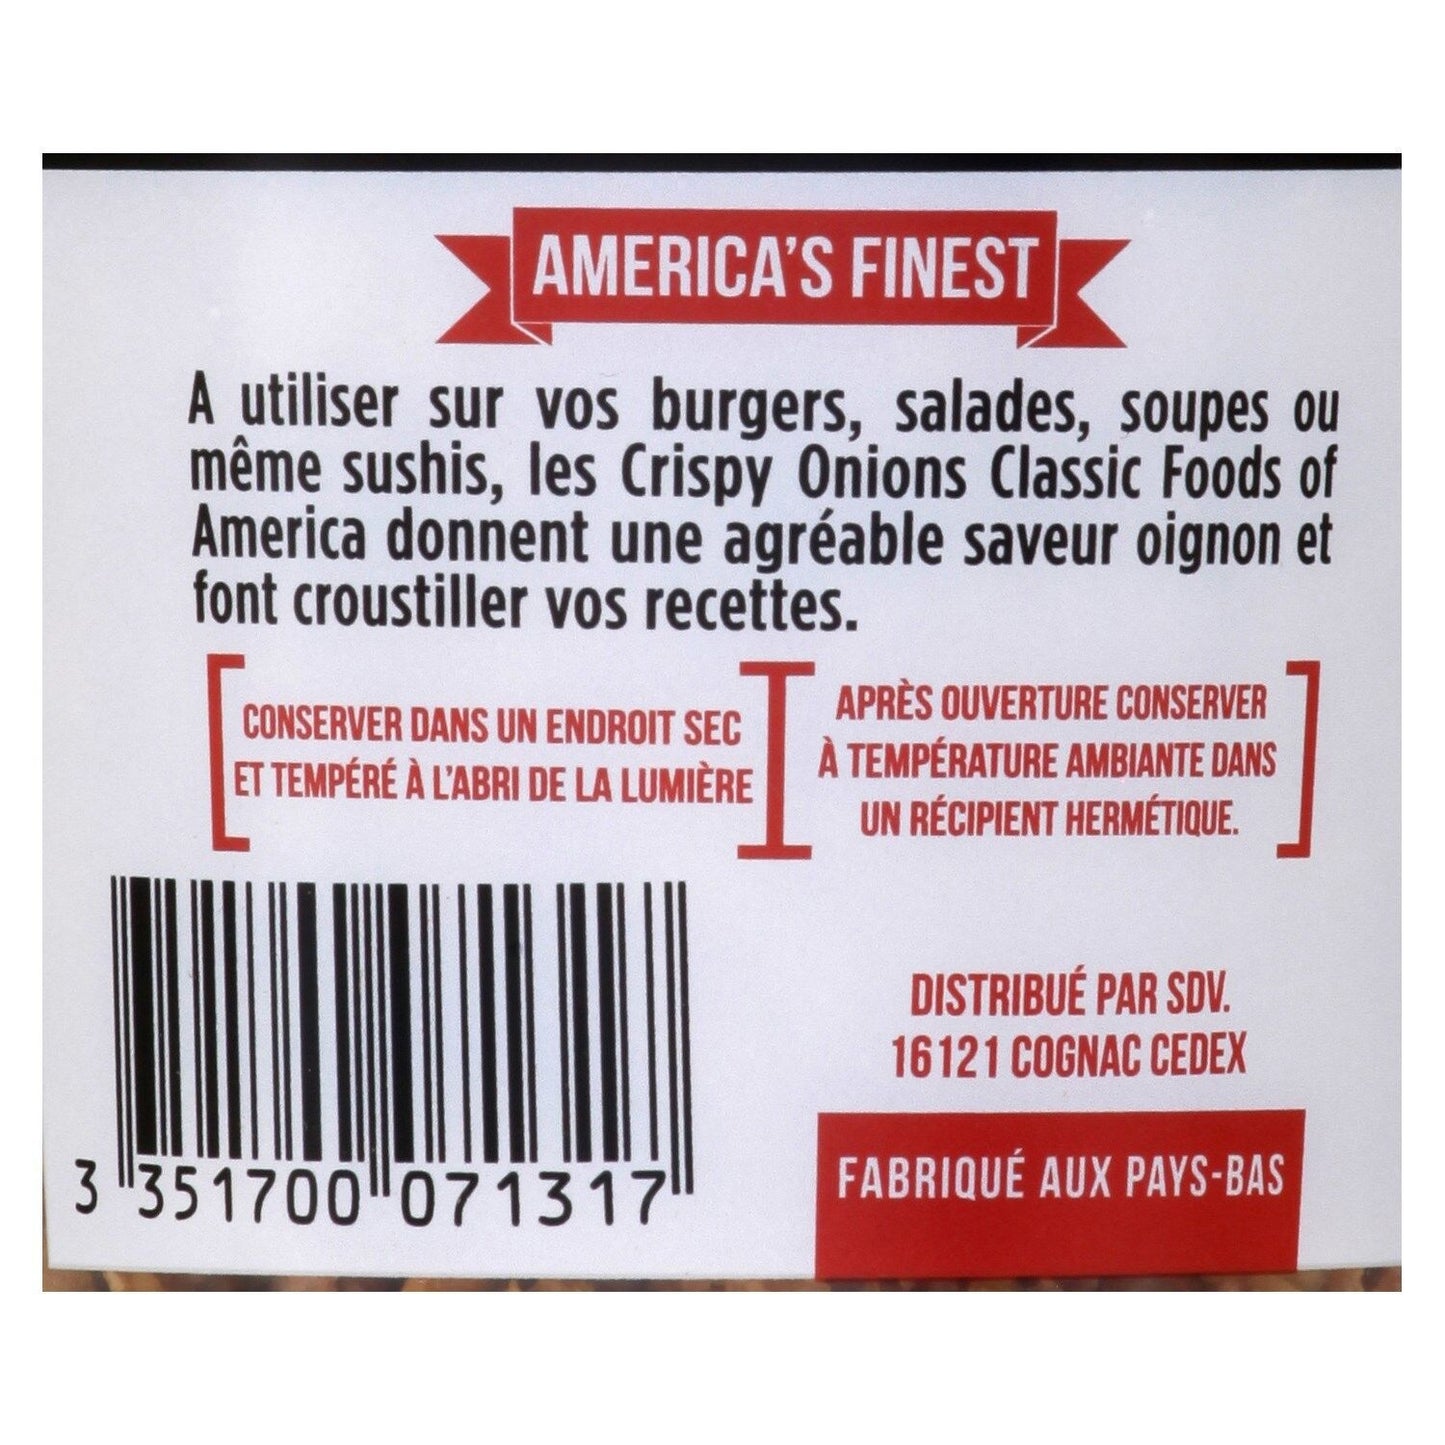 AMERICA'S FINEST
A utiliser sur vos burgers, salades, soupes ou
même sushis, les Crispy Onions Classic Foods of
America donnent une agréable saveur oignon et
font croustiller vos recettes.
CONSERVER DANS UN ENDROIT SEC
ET TEMPÉRÉ À L'ABRI DE LA LUMIÈRE
APRÈS OUVERTURE CONSERVER
À TEMPÉRATURE AMBIANTE DANS
UN RÉCIPIENT HERMÉTIQUE.
DISTRIBUÉ PAR SDV.
16121 COGNAC CEDEX
FABRIQUÉ AUX PAYS-BAS
3 351700 071317